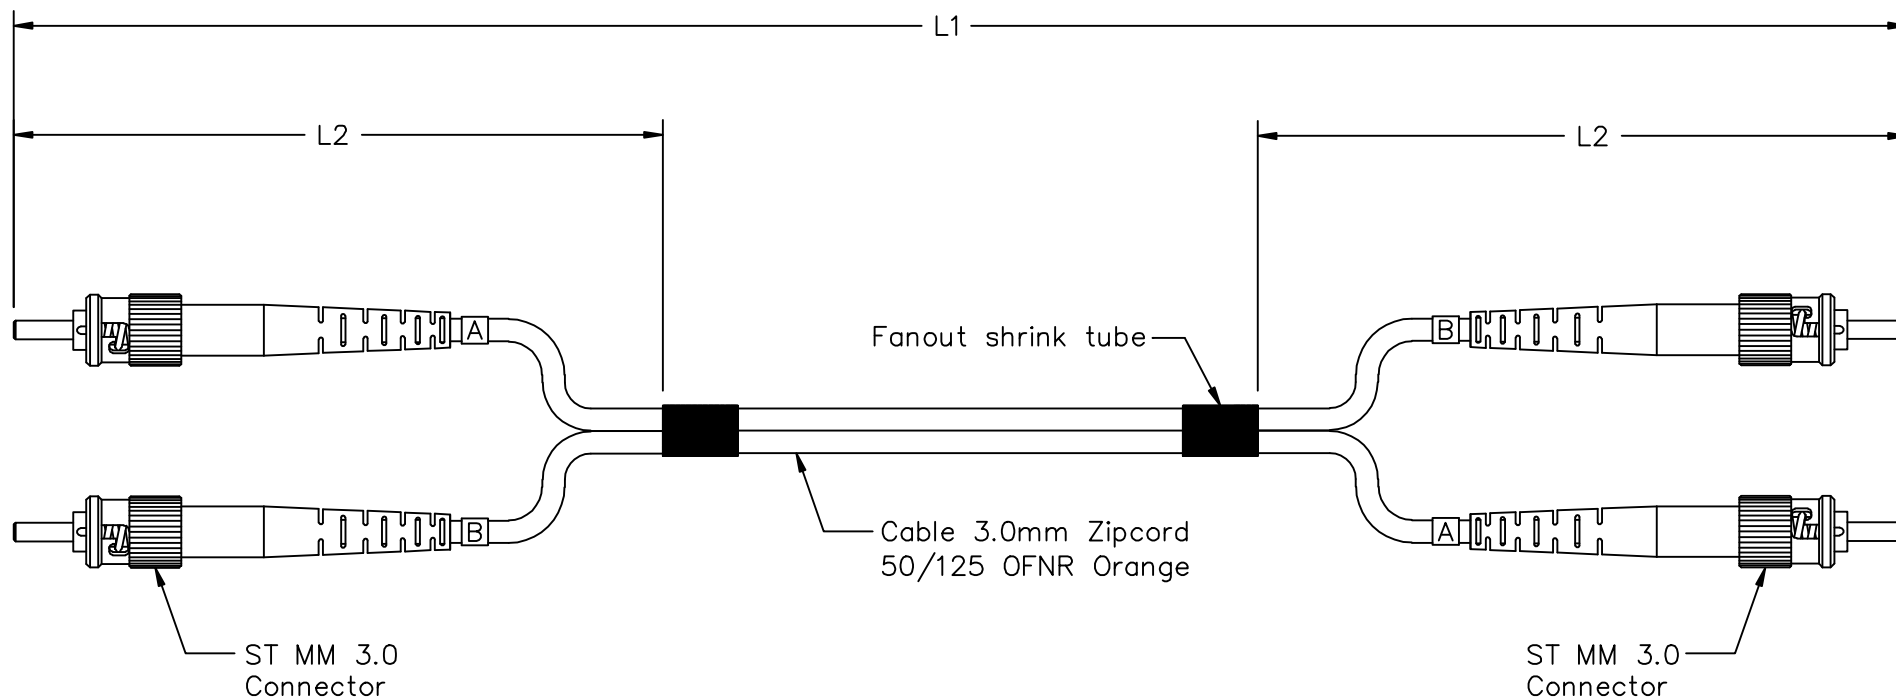 L1
L2
L2
A
B
Fanout shrink tube
B
A
Cable 3.0mm Zipcord
50/125 OFNR Orange
ST MM 3.0
Connector
ST MM 3.0
Connector